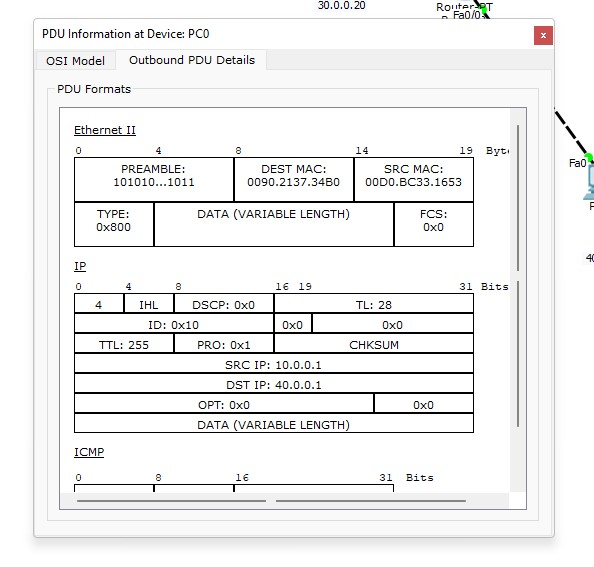 30.0.0.20
Fa0/0
PDU Information at Device: PC0
x
OSI Model Outbound PDU Details
PDU Formats
Fa0
Ethernet II
0 4 8 14 19 Byt
PREAMBLE: DEST MAC: SRC MAC:
101010...1011 0090.2137.34B0 00D0.BC33.1653
TYPE: DATA (VARIABLE LENGTH) FCS:
0x800 0x0
IP
40
0 4 8 16 19 31 Bits
4 IHL DSCP: 0x0 TL: 28
ID: 0x10 0x0 0x0
TTL: 255 PRO: 0x1 CHKSUM
SRC IP: 10.0.0.1
DST IP: 40.0.0.1
OPT: 0x0 0x0
DATA (VARIABLE LENGTH)
ICMP
0 8 16 31 Bits